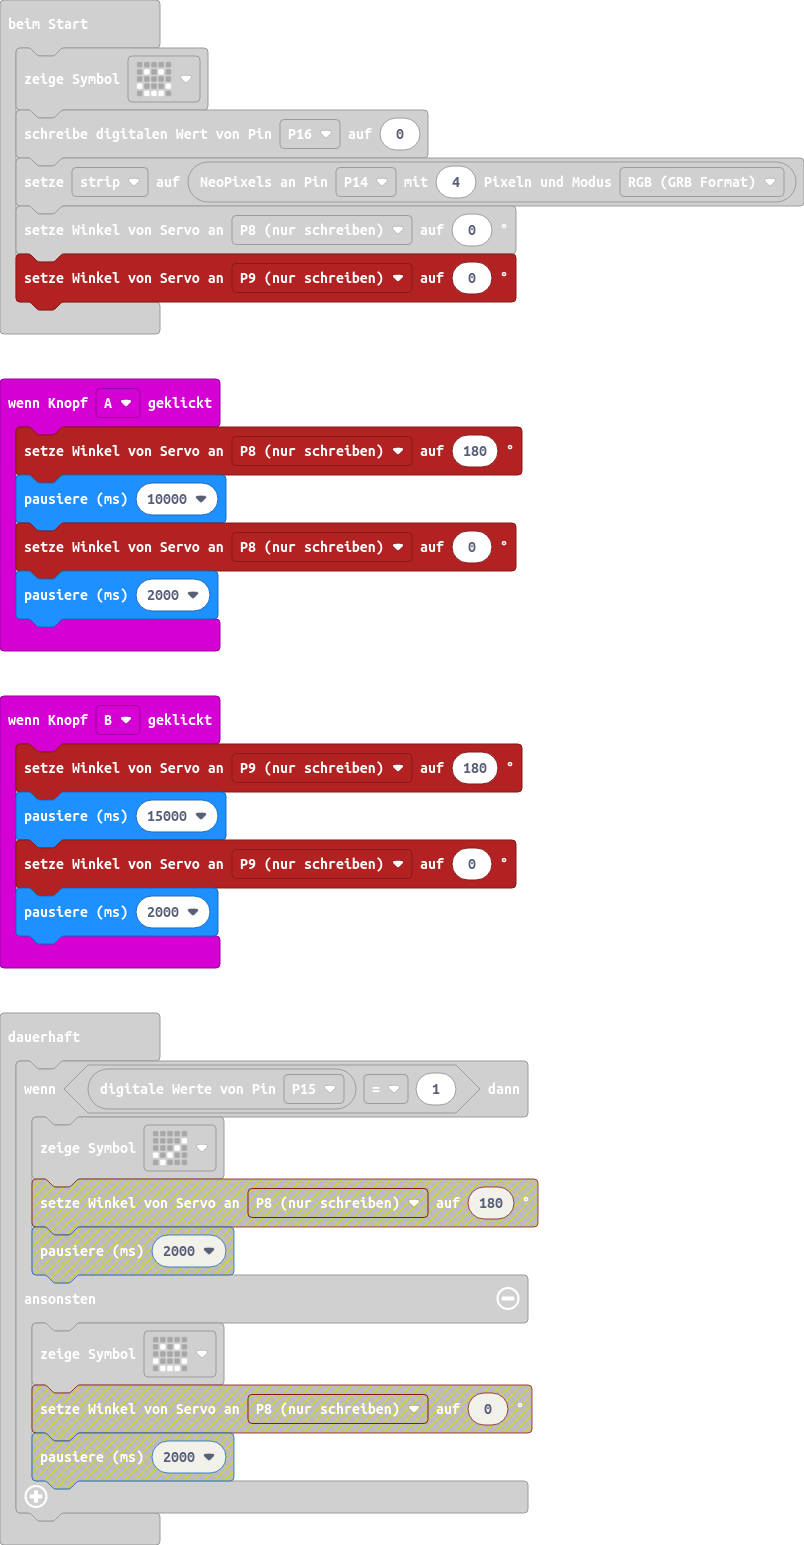 beim Start
zeige Symbol
schreibe digitalen Wert von Pin P16 auf 0
setze strip auf NeoPixels an Pin P14 mit 4 Pixeln und Modus RGB (GRB Format)
setze Winkel von Servo an P8 (nur schreiben) auf 0 °
setze Winkel von Servo an P9 (nur schreiben) auf 0 °
wenn Knopf A geklickt
setze Winkel von Servo an P8 (nur schreiben) auf 180 °
pausiere (ms) 10000
setze Winkel von Servo an P8 (nur schreiben) auf 0 °
pausiere (ms) 2000
wenn Knopf B geklickt
setze Winkel von Servo an P9 (nur schreiben) auf 180 °
pausiere (ms) 15000
setze Winkel von Servo an P9 (nur schreiben) auf 0 °
pausiere (ms) 2000
dauerhaft
wenn digitale Werte von Pin P15 = 1 dann
zeige Symbol
setze Winkel von Servo an P8 (nur schreiben) auf 180 °
pausiere (ms) 2000
ansonsten
zeige Symbol
setze Winkel von Servo an P8 (nur schreiben) auf 0 °
pausiere (ms) 2000